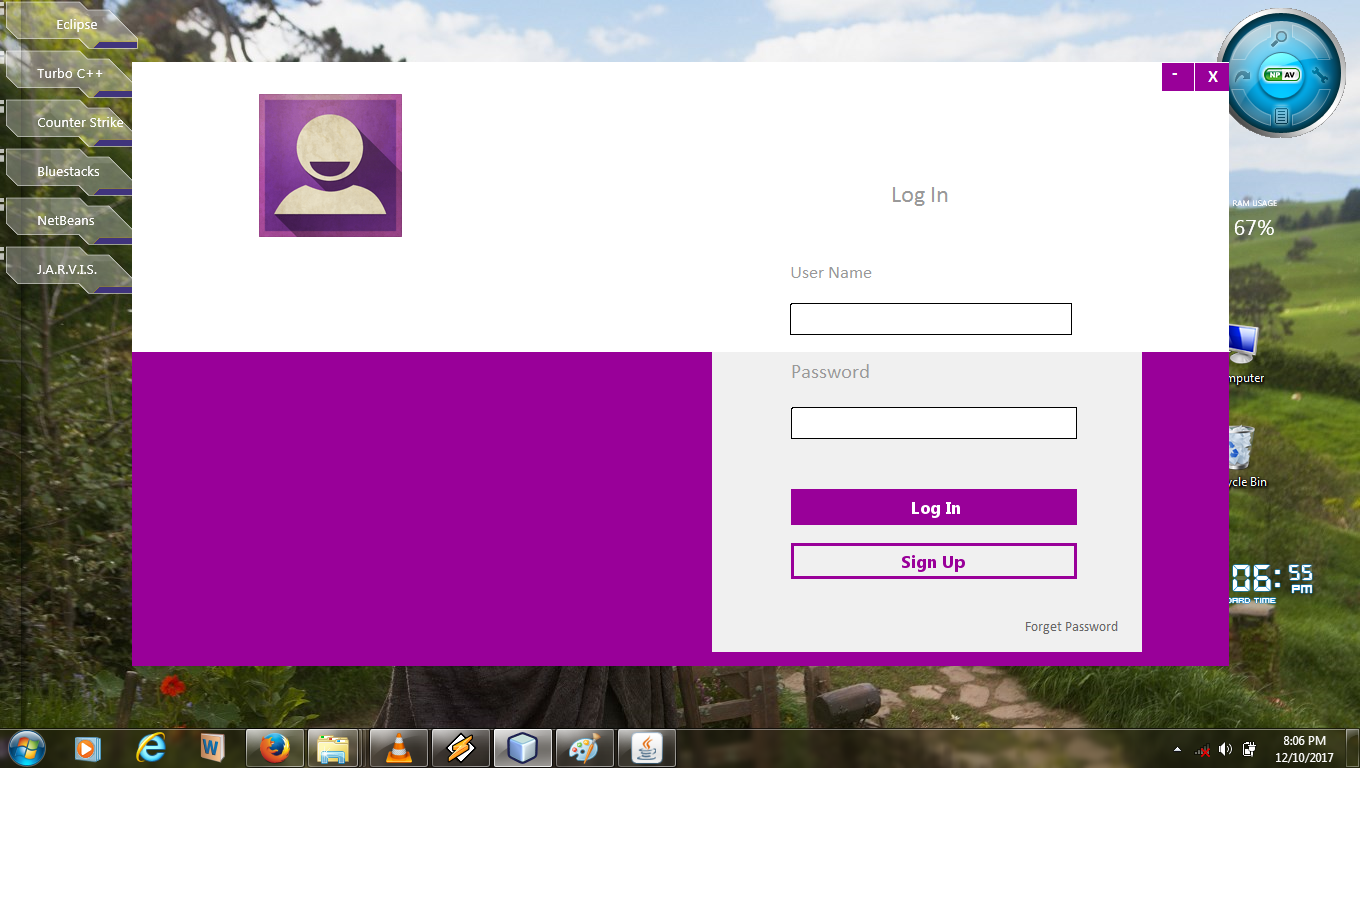 Eclipse
Turbo C++
Counter Strike
Bluestacks
NetBeans
J.A.R.V.I.S.
- X
NP AV
Log In
RAM USAGE
67%
User Name
Password
mputer
Log In
ycle Bin
Sign Up
06: 55
PM
OARD TIME
Forget Password
W
8:06 PM
12/10/2017